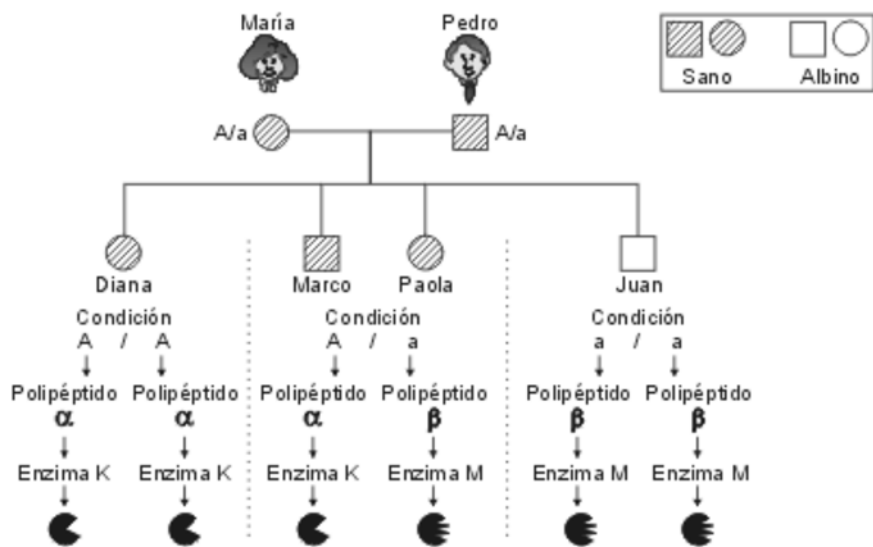 María Pedro
Sano Albino
A/a A/a
Diana Marco Paola Juan
Condición Condición Condición
A / A A / a a / a
Polipéptido Polipéptido Polipéptido Polipéptido Polipéptido Polipéptido
α α α β β β
Enzima K Enzima K Enzima K Enzima M Enzima M Enzima M